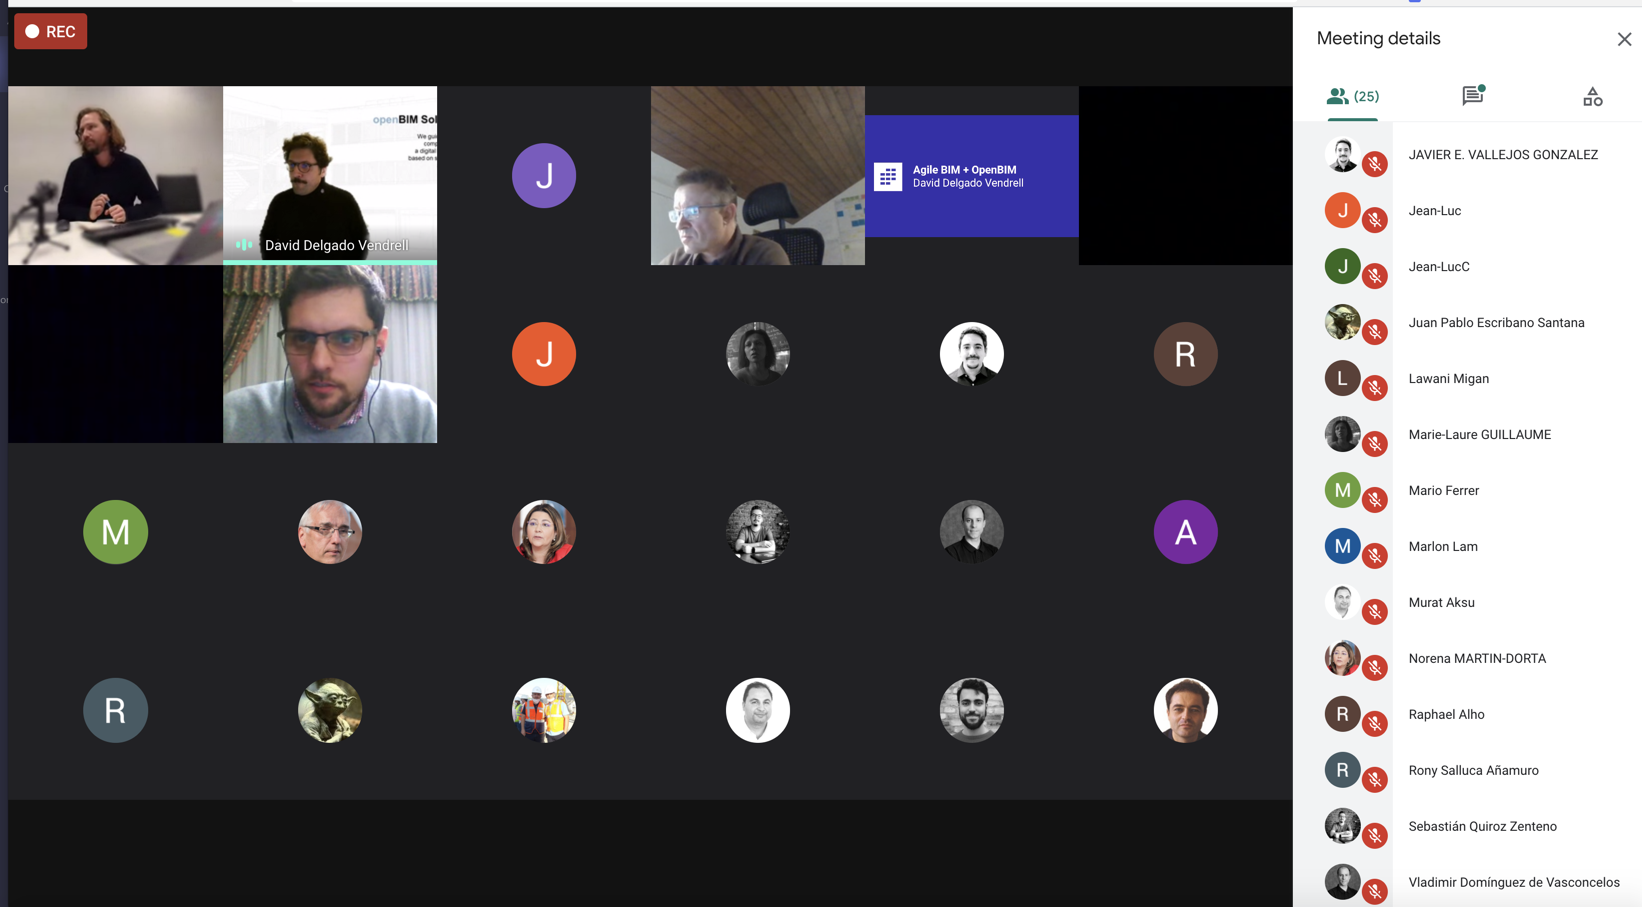 REC
openBIM Sol
We gui
comp
a digital
based on s
David Delgado Vendrell
J
Agile BIM + OpenBIM
David Delgado Vendrell
J
R
M
A
R
Meeting details
(25)
JAVIER E. VALLEJOS GONZALEZ
J
Jean-Luc
J
Jean-LucC
Juan Pablo Escribano Santana
L
Lawani Migan
Marie-Laure GUILLAUME
M
Mario Ferrer
M
Marlon Lam
Murat Aksu
Norena MARTIN-DORTA
R
Raphael Alho
R
Rony Salluca Añamuro
Sebastián Quiroz Zenteno
Vladimir Domínguez de Vasconcelos